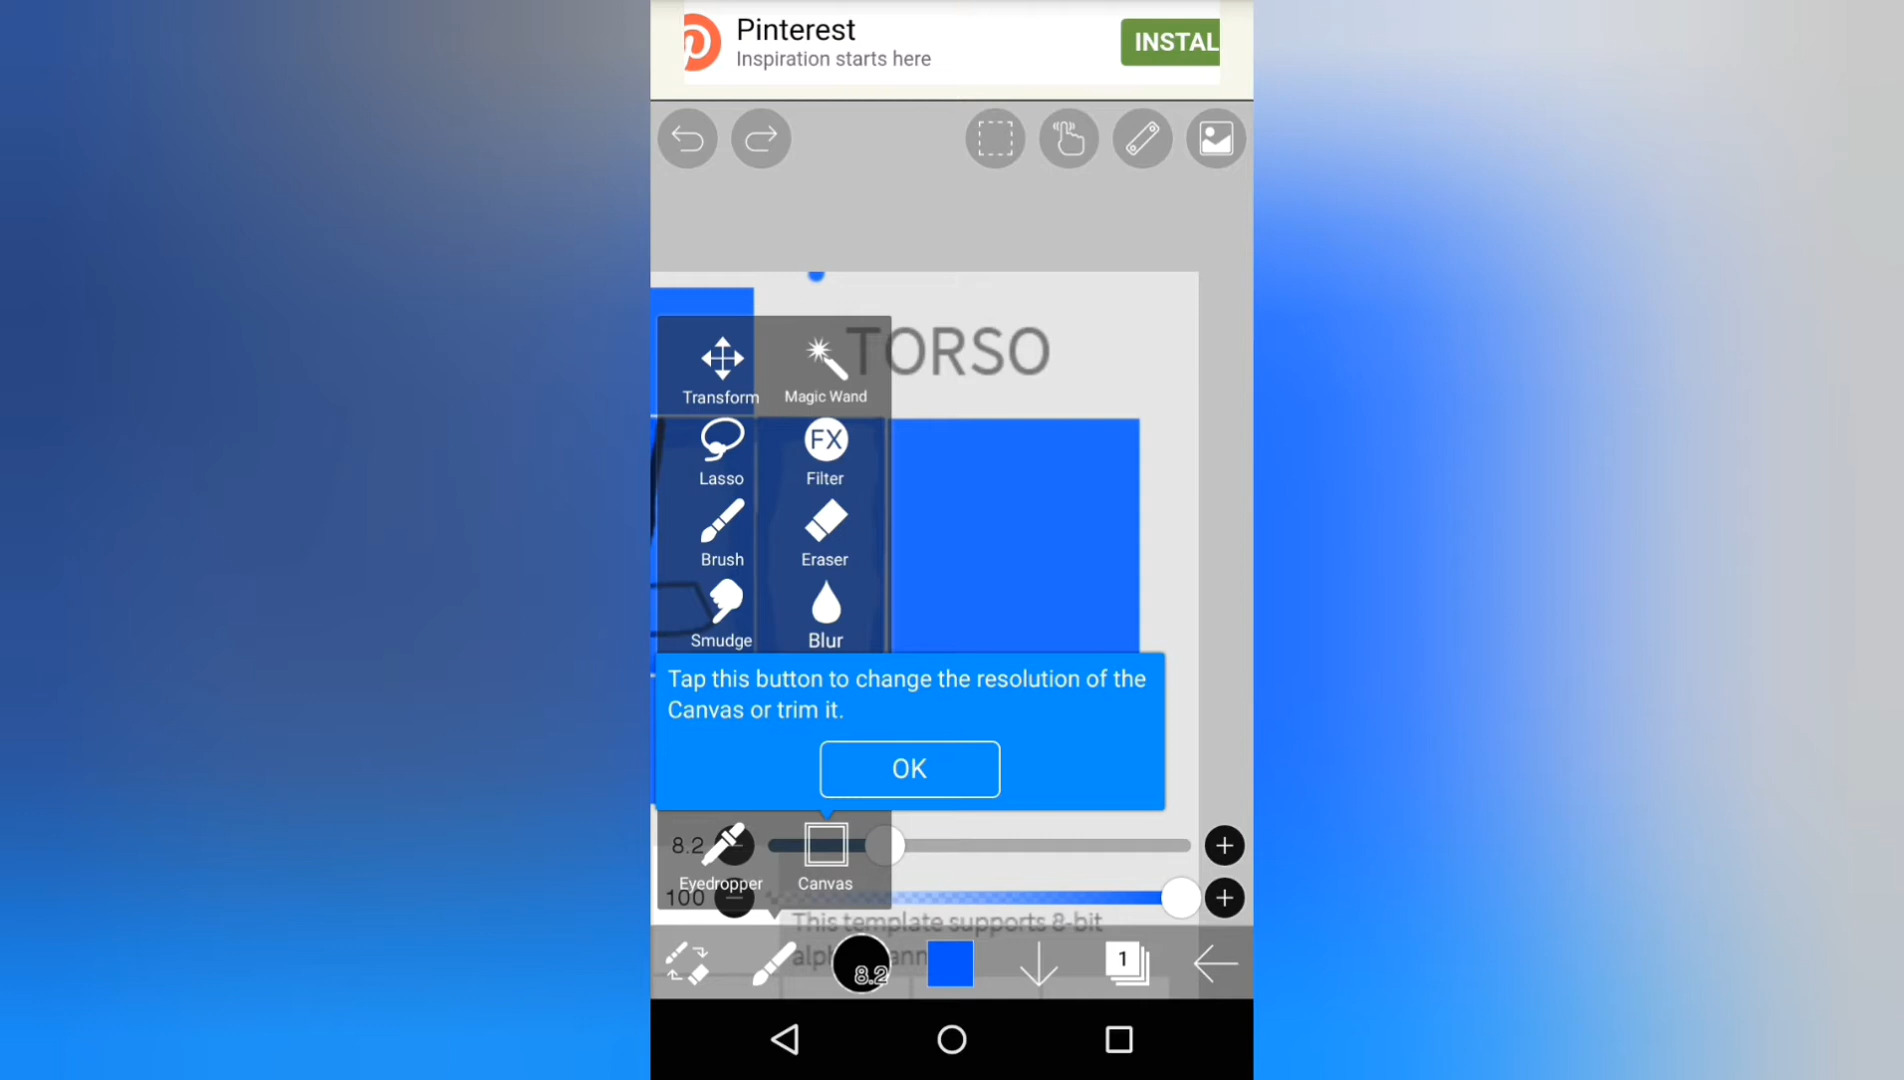 Pinterest
Inspiration starts here
INSTAL
TORSO
Transform
Magic Wand
Lasso
FX
Filter
Brush
Eraser
Smudge
Blur
Tap this button to change the resolution of the
Canvas or trim it.
OK
8.2
Eyedropper
Canvas
100
This template supports 8-bit
8.2
1